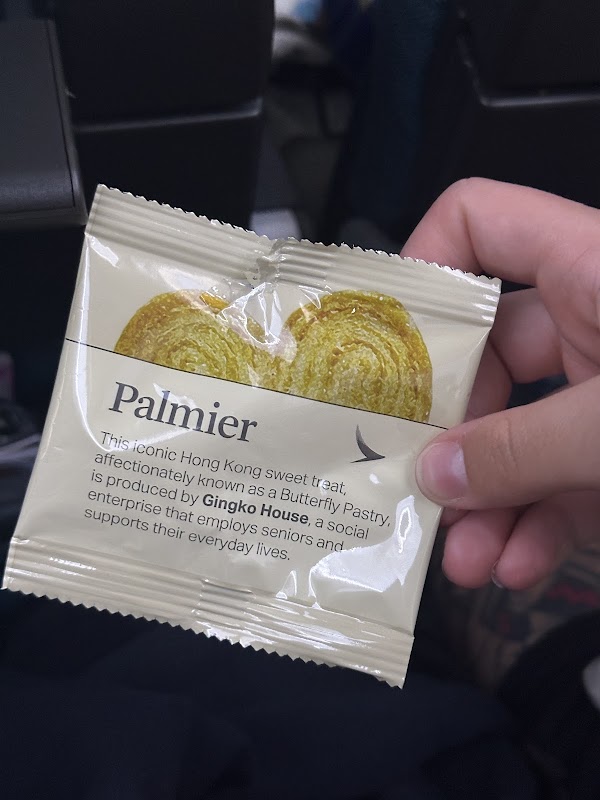 Palmier
This iconic Hong Kong sweet treat,
affectionately known as a Butterfly Pastry,
is produced by Gingko House, a social
enterprise that employs seniors and
supports their everyday lives.